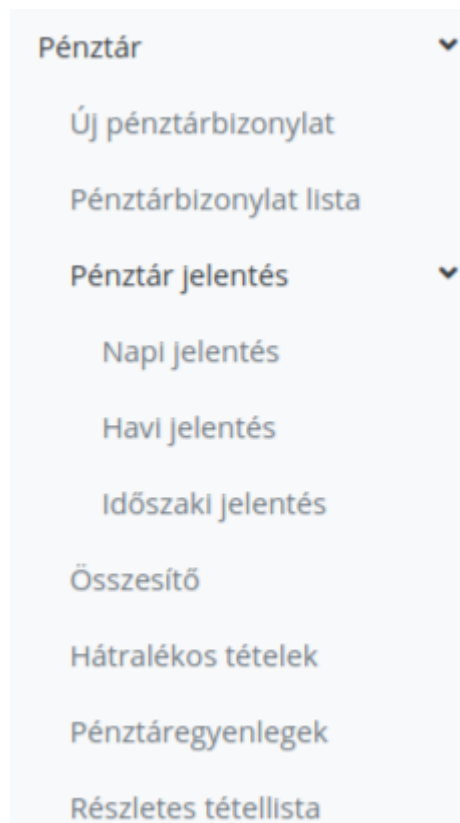 Pénztár
Új pénztárbizonylat
Pénztárbizonylat lista
Pénztár jelentés
Napi jelentés
Havi jelentés
Időszaki jelentés
Összesítő
Hátralékos tételek
Pénztáregyenlegek
Részletes tétellista